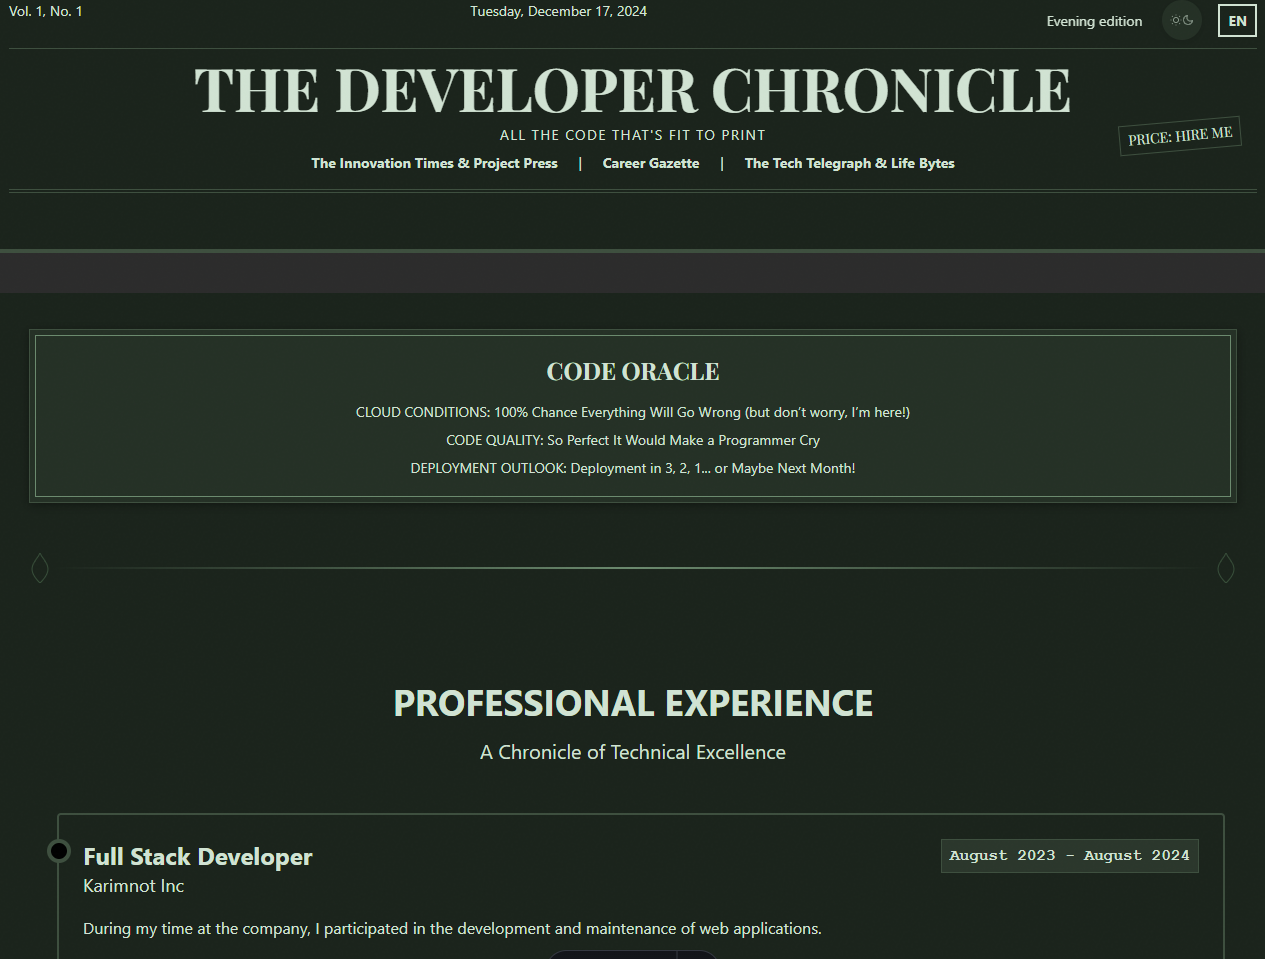 Vol. 1, No. 1
Tuesday, December 17, 2024
Evening edition
EN
THE DEVELOPER CHRONICLE
ALL THE CODE THAT'S FIT TO PRINT
PRICE: HIRE ME
The Innovation Times & Project Press | Career Gazette | The Tech Telegraph & Life Bytes
CODE ORACLE
CLOUD CONDITIONS: 100% Chance Everything Will Go Wrong (but don’t worry, I’m here!)
CODE QUALITY: So Perfect It Would Make a Programmer Cry
DEPLOYMENT OUTLOOK: Deployment in 3, 2, 1... or Maybe Next Month!
PROFESSIONAL EXPERIENCE
A Chronicle of Technical Excellence
Full Stack Developer
August 2023 - August 2024
Karimnot Inc
During my time at the company, I participated in the development and maintenance of web applications.